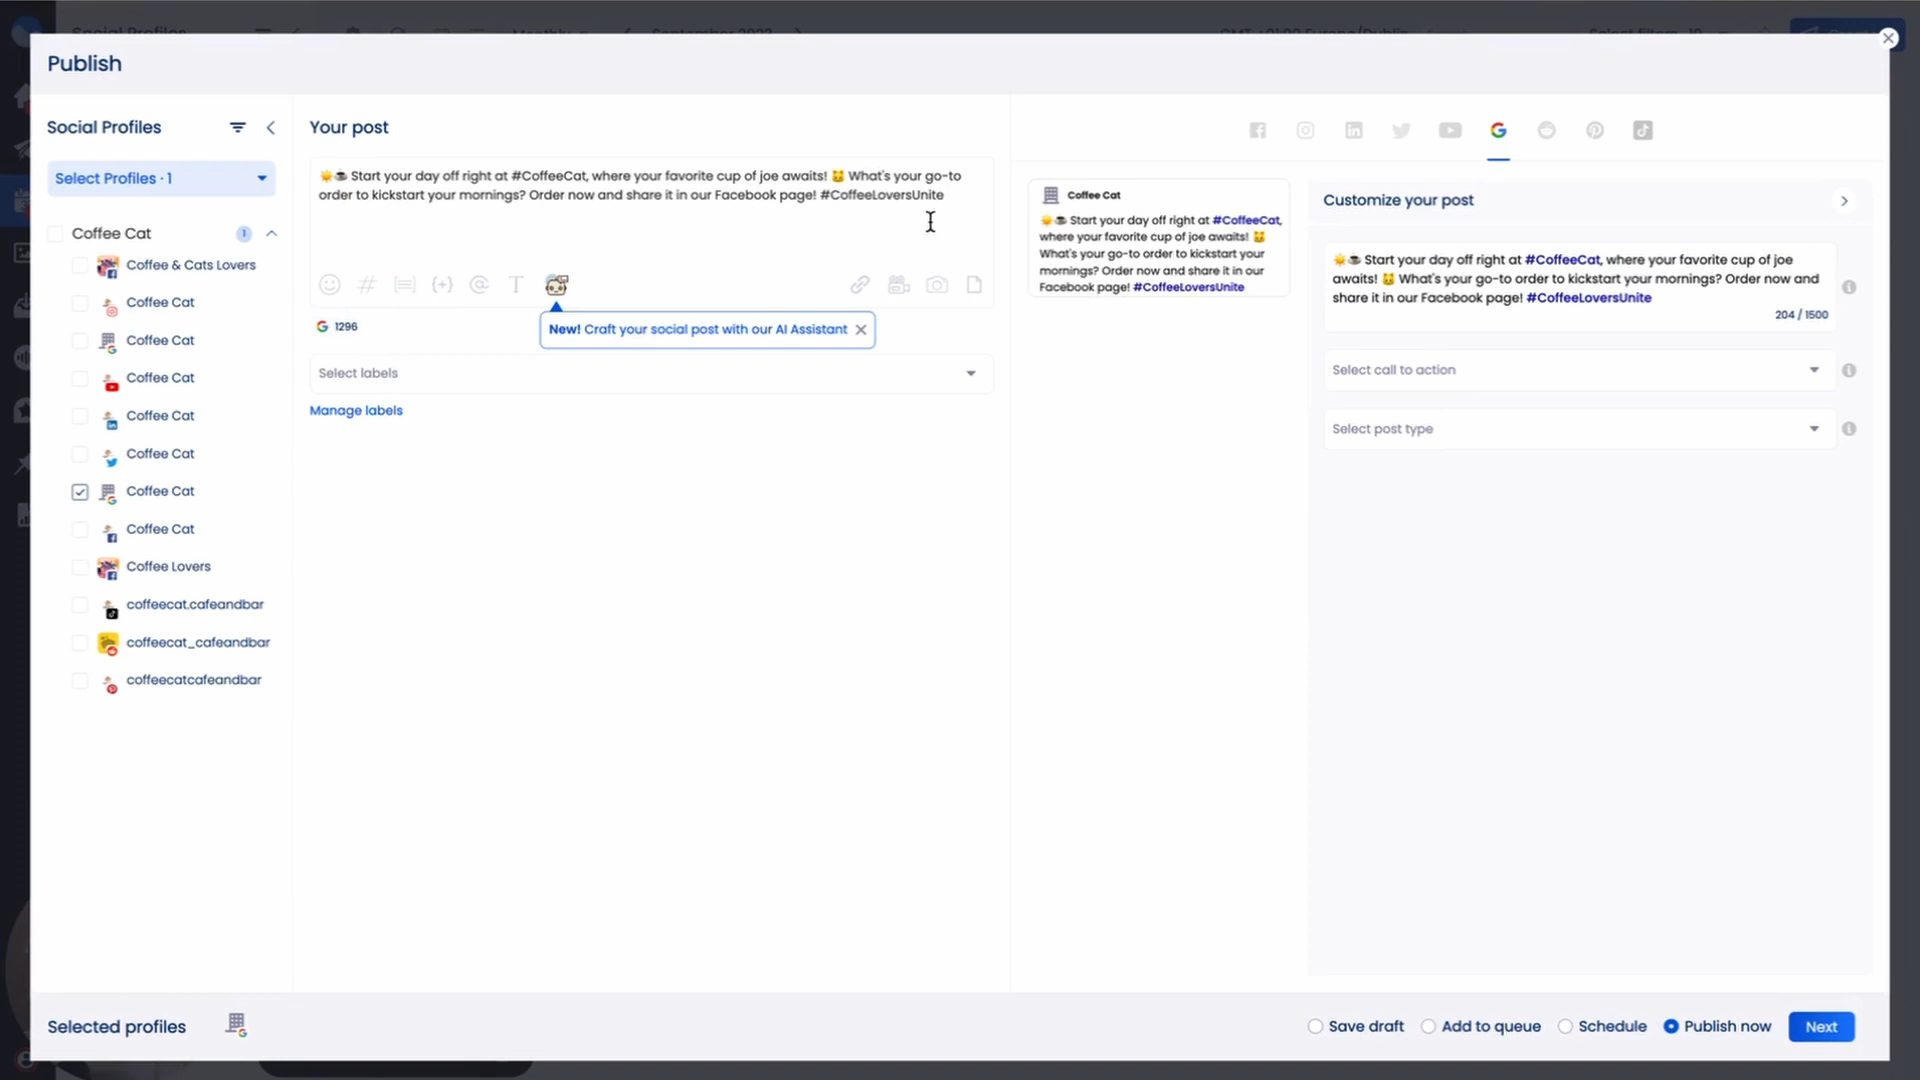 Publish
Social Profiles
Select Profiles · 1
Coffee Cat
1
Coffee & Cats Lovers
Coffee Cat
Coffee Cat
Coffee Cat
Coffee Cat
Coffee Cat
Coffee Cat
Coffee Cat
Coffee Lovers
coffeecat.cafeandbar
coffeecat_cafeandbar
coffeecatcafeandbar
Your post
☀️☕ Start your day off right at #CoffeeCat, where your favorite cup of joe awaits! 🐱 What's your go-to
order to kickstart your mornings? Order now and share it in our Facebook page! #CoffeeLoversUnite
1296
New! Craft your social post with our AI Assistant
Select labels
Manage labels
Coffee Cat
☀️☕ Start your day off right at #CoffeeCat,
where your favorite cup of joe awaits! 🐱
What's your go-to order to kickstart your
mornings? Order now and share it in our
Facebook page! #CoffeeLoversUnite
Customize your post
☀️☕ Start your day off right at #CoffeeCat, where your favorite cup of joe
awaits! 🐱 What's your go-to order to kickstart your mornings? Order now and
share it in our Facebook page! #CoffeeLoversUnite
204 / 1500
Select call to action
Select post type
Selected profiles
Save draft
Add to queue
Schedule
Publish now
Next